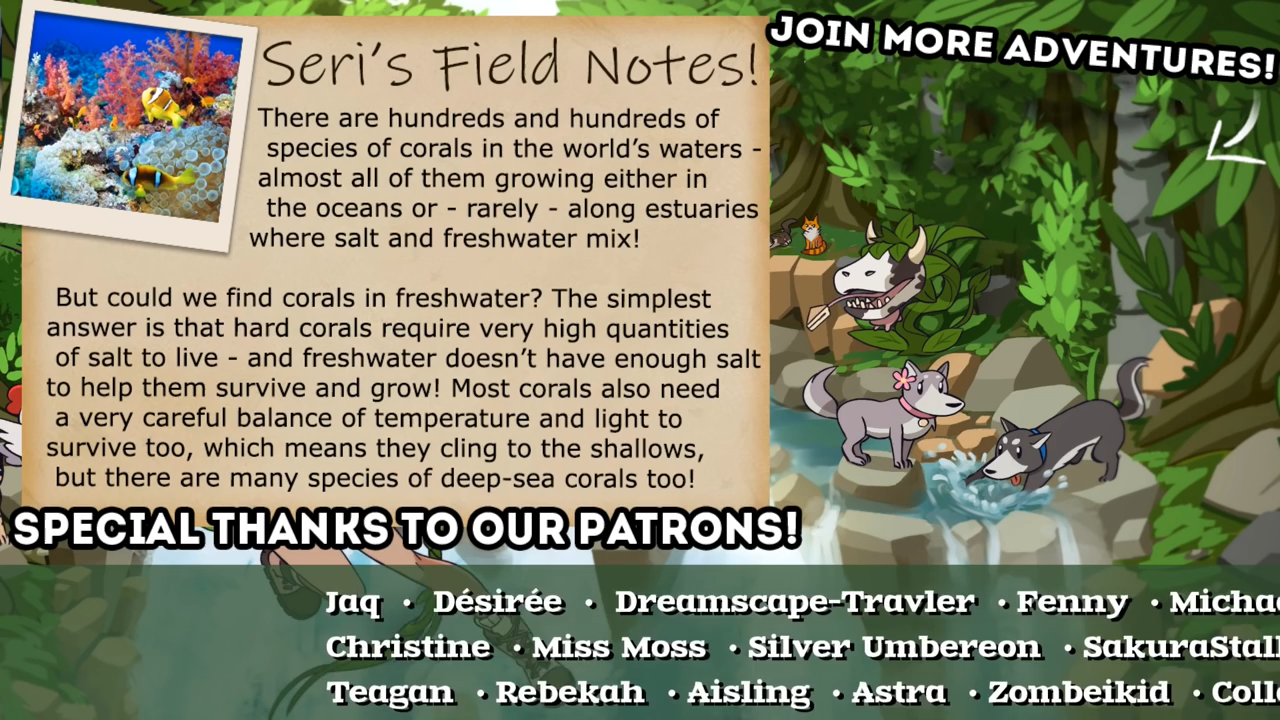 Seri's Field Notes!
There are hundreds and hundreds of
species of corals in the world's waters -
almost all of them growing either in
the oceans or - rarely - along estuaries
where salt and freshwater mix!
But could we find corals in freshwater? The simplest
answer is that hard corals require very high quantities
of salt to live - and freshwater doesn't have enough salt
to help them survive and grow! Most corals also need
a very careful balance of temperature and light to
survive too, which means they cling to the shallows,
but there are many species of deep-sea corals too!
JOIN MORE ADVENTURES!
SPECIAL THANKS TO OUR PATRONS!
Jaq • Désirée • Dreamscape-Travler • Fenny •
Christine • Miss Moss • Silver Umbereon •
Teagan • Rebekah • Aisling • Astra • Zombeikid •